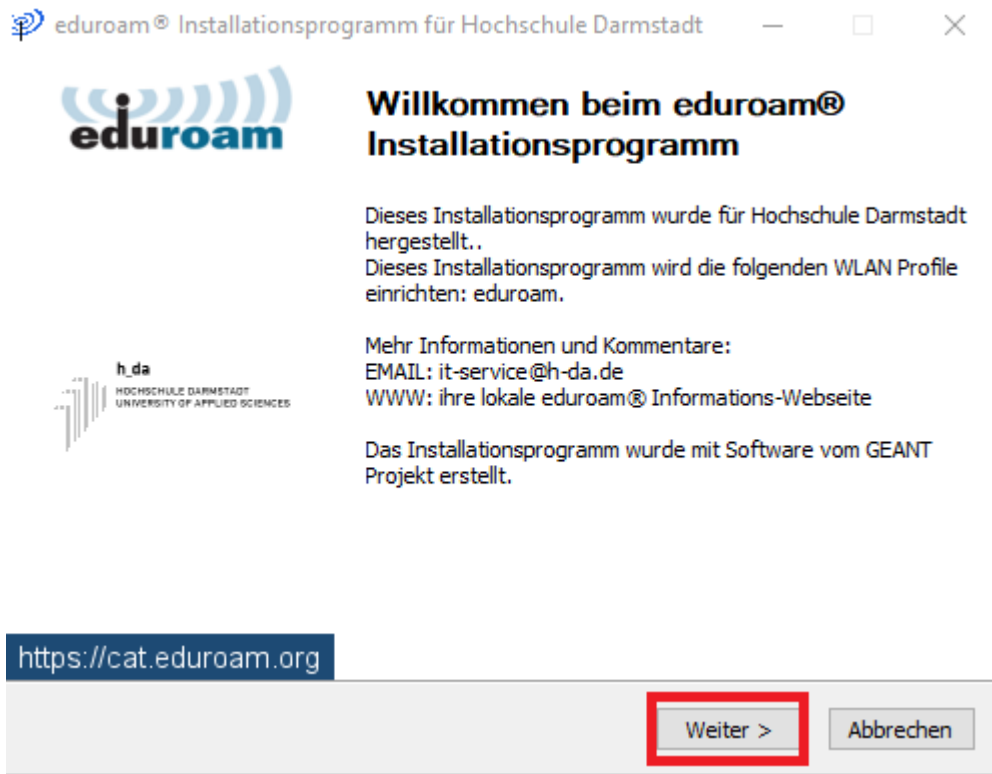 eduroam® Installationsprogramm für Hochschule Darmstadt
eduroam
Willkommen beim eduroam®
Installationsprogramm
Dieses Installationsprogramm wurde für Hochschule Darmstadt
hergestellt..
Dieses Installationsprogramm wird die folgenden WLAN Profile
einrichten: eduroam.
Mehr Informationen und Kommentare:
EMAIL: it-service@h-da.de
WWW: ihre lokale eduroam® Informations-Webseite
h_da
HOCHSCHULE DARMSTADT
UNIVERSITY OF APPLIED SCIENCES
Das Installationsprogramm wurde mit Software vom GEANT
Projekt erstellt.
https://cat.eduroam.org
Weiter >
Abbrechen